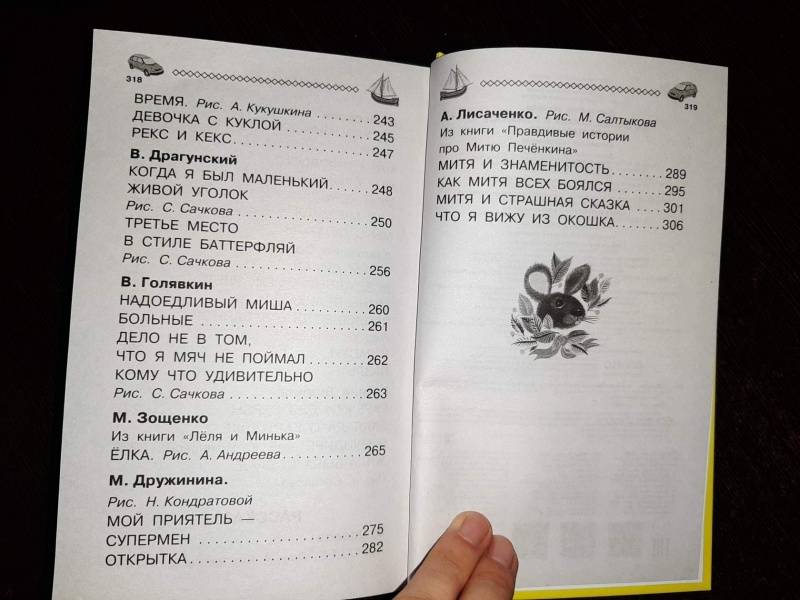 318
ВРЕМЯ. Рис. А. Кукушкина ........ 243
ДЕВОЧКА С КУКЛОЙ ............ 245
РЕКС И КЕКС.................... 247
В. Драгунский
КОГДА Я БЫЛ МАЛЕНЬКИЙ...... 248
ЖИВОЙ УГОЛОК
Рис. С. Сачкова .................. 250
ТРЕТЬЕ МЕСТО
В СТИЛЕ БАТТЕРФЛЯЙ
Рис. С. Сачкова .................. 256
В. Голявкин
НАДОЕДЛИВЫЙ МИША .......... 260
БОЛЬНЫЕ ...................... 261
ДЕЛО НЕ В ТОМ,
ЧТО Я МЯЧ НЕ ПОЙМАЛ ........ 262
КОМУ ЧТО УДИВИТЕЛЬНО
Рис. С. Сачкова .................. 263
М. Зощенко
Из книги «Лёля и Минька»
ЁЛКА. Рис. А. Андреева........... 265
М. Дружинина.
Рис. Н. Кондратовой
МОЙ ПРИЯТЕЛЬ —
СУПЕРМЕН ...................... 275
ОТКРЫТКА...................... 282
319
А. Лисаченко. Рис. М. Салтыкова
Из книги «Правдивые истории
про Митю Печёнкина»
МИТЯ И ЗНАМЕНИТОСТЬ........ 289
КАК МИТЯ ВСЕХ БОЯЛСЯ ....... 295
МИТЯ И СТРАШНАЯ СКАЗКА .... 301
ЧТО Я ВИЖУ ИЗ ОКОШКА....... 306